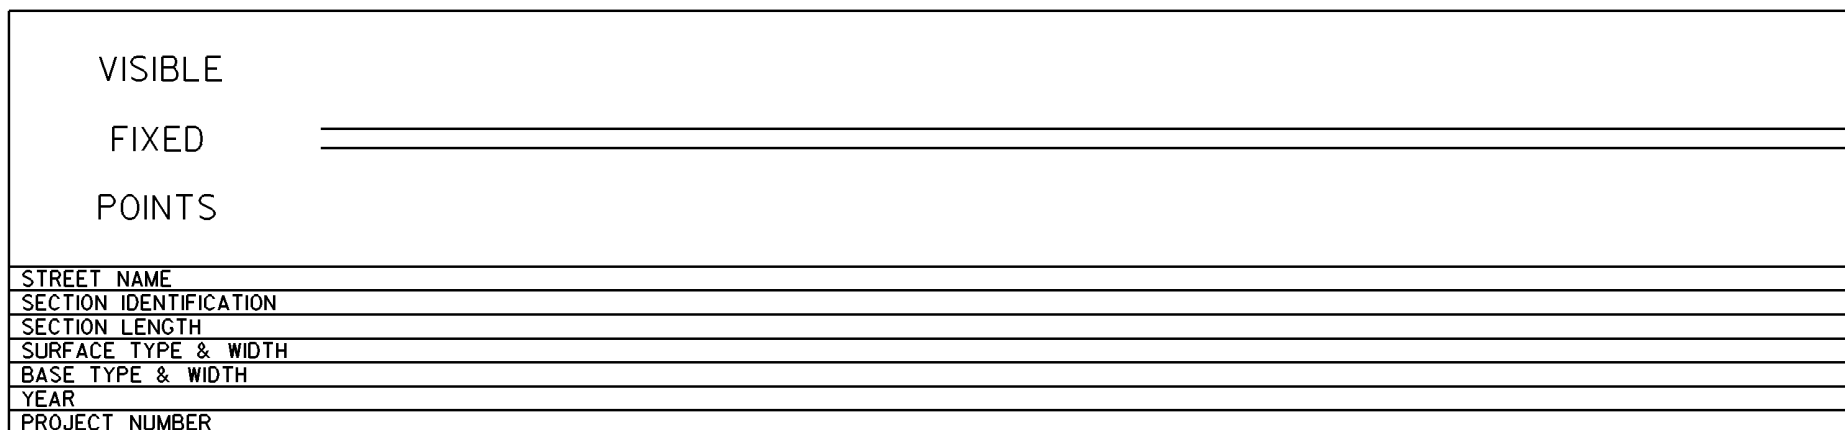 VISIBLE
FIXED
POINTS
STREET NAME
SECTION IDENTIFICATION
SECTION LENGTH
SURFACE TYPE & WIDTH
BASE TYPE & WIDTH
YEAR
PROJECT NUMBER